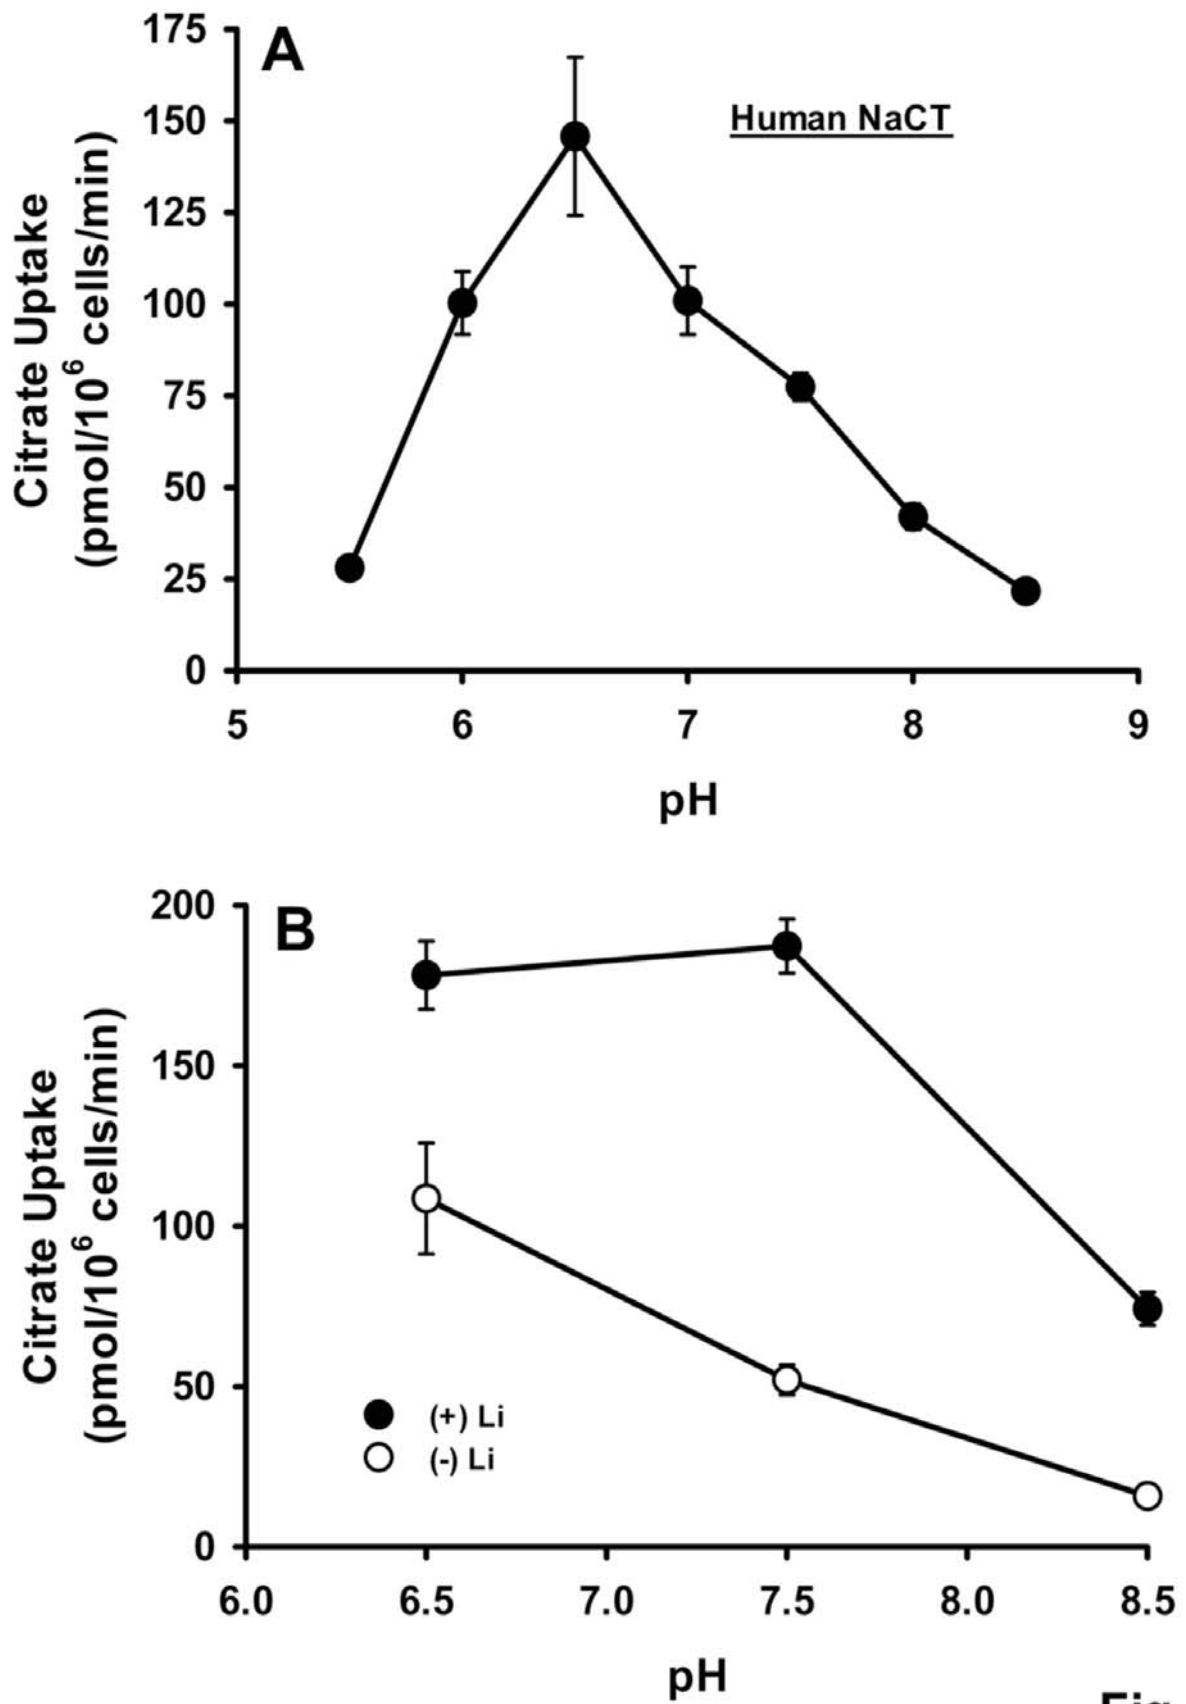 A
Human NaCT
175
150
125
100
75
50
25
0
Citrate Uptake
(pmol/10⁶ cells/min)
5 6 7 8 9
pH
B
200
150
100
50
0
Citrate Uptake
(pmol/10⁶ cells/min)
(+) Li
(-) Li
6.0 6.5 7.0 7.5 8.0 8.5
pH
Fig